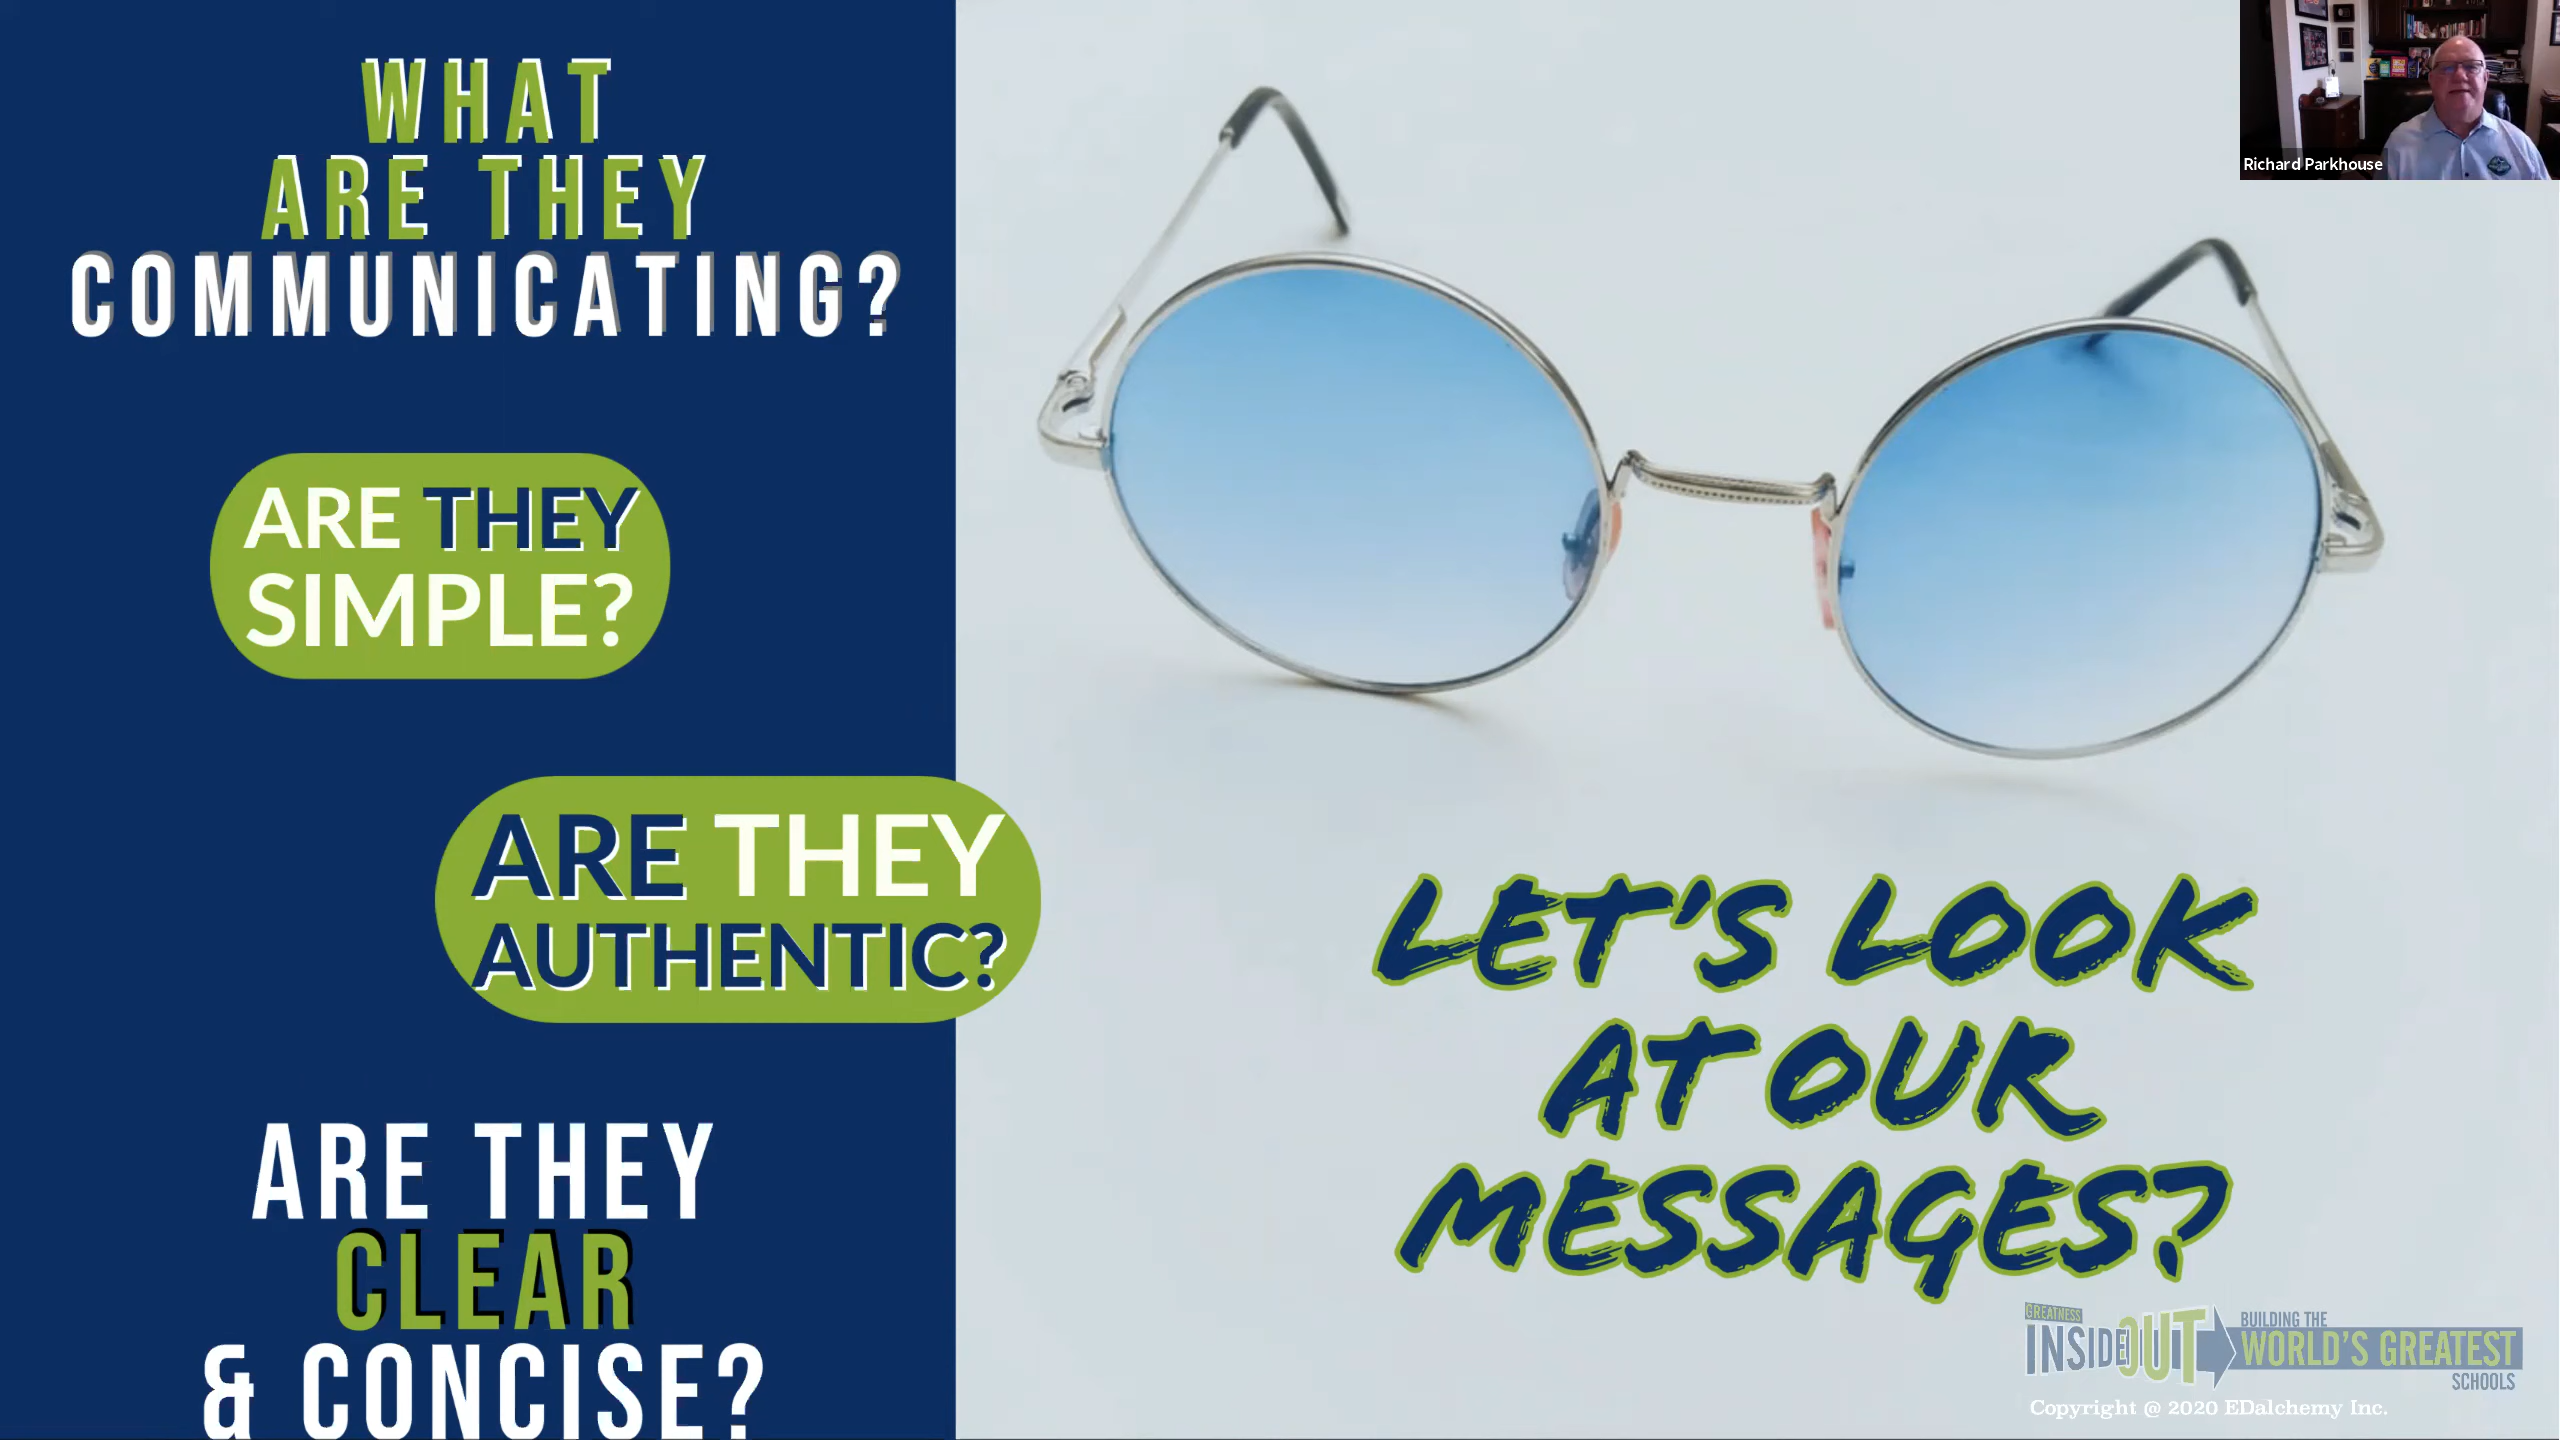 WHAT
ARE THEY
COMMUNICATING?
ARE THEY
SIMPLE?
ARE THEY
AUTHENTIC?
ARE THEY
CLEAR
& CONCISE?
Richard Parkhouse
LET'S LOOK
AT OUR
MESSAGES?
GREATNESS
INSIDE OUT
BUILDING THE
WORLD'S GREATEST
SCHOOLS
Copyright @ 2020 EDalchemy Inc.